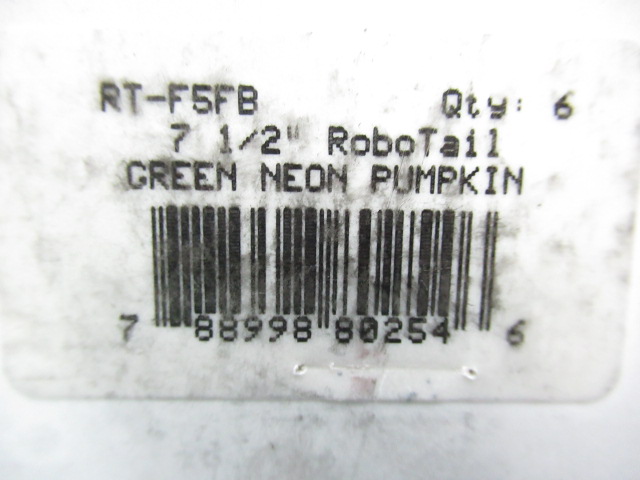 RT-F5FB Qty: 6
7 1/2" RoboTail
GREEN NEON PUMPKIN
7 88998 80254 6